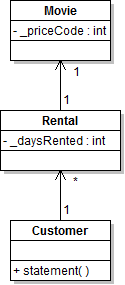 Movie
- _priceCode : int
1
1
Rental
- _daysRented : int
*
1
Customer
+ statement( )